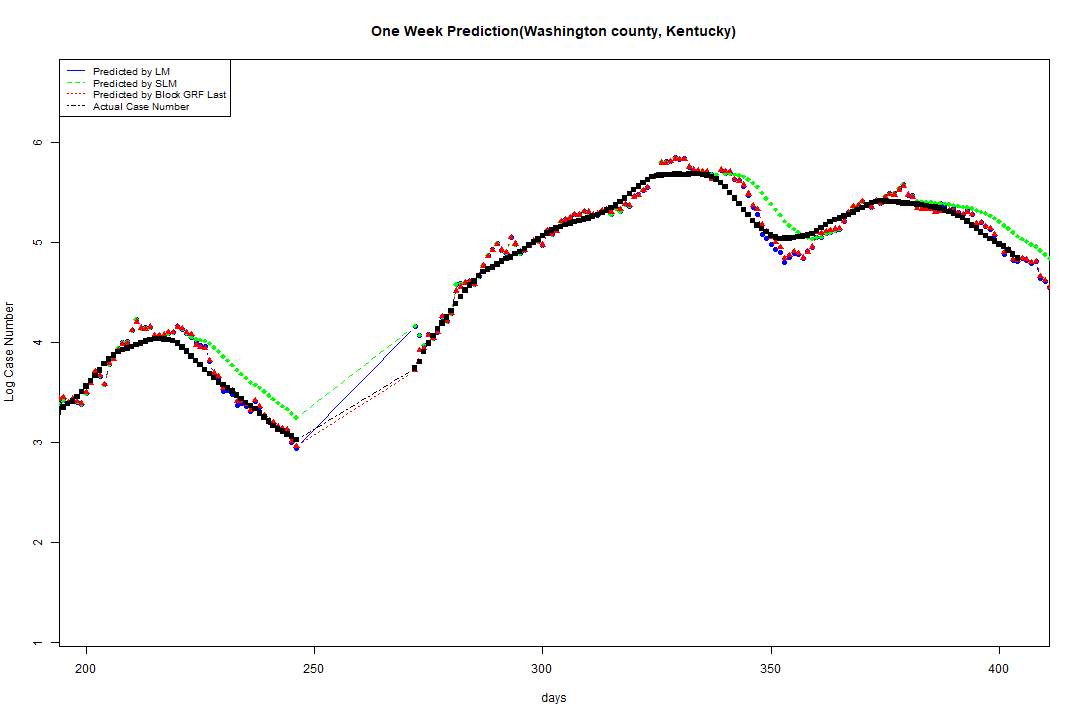 One Week Prediction(Washington county, Kentucky)
Predicted by LM
Predicted by SLM
Predicted by Block GRF Last
Actual Case Number
Log Case Number
6
5
4
3
2
1
200 250 300 350 400
days